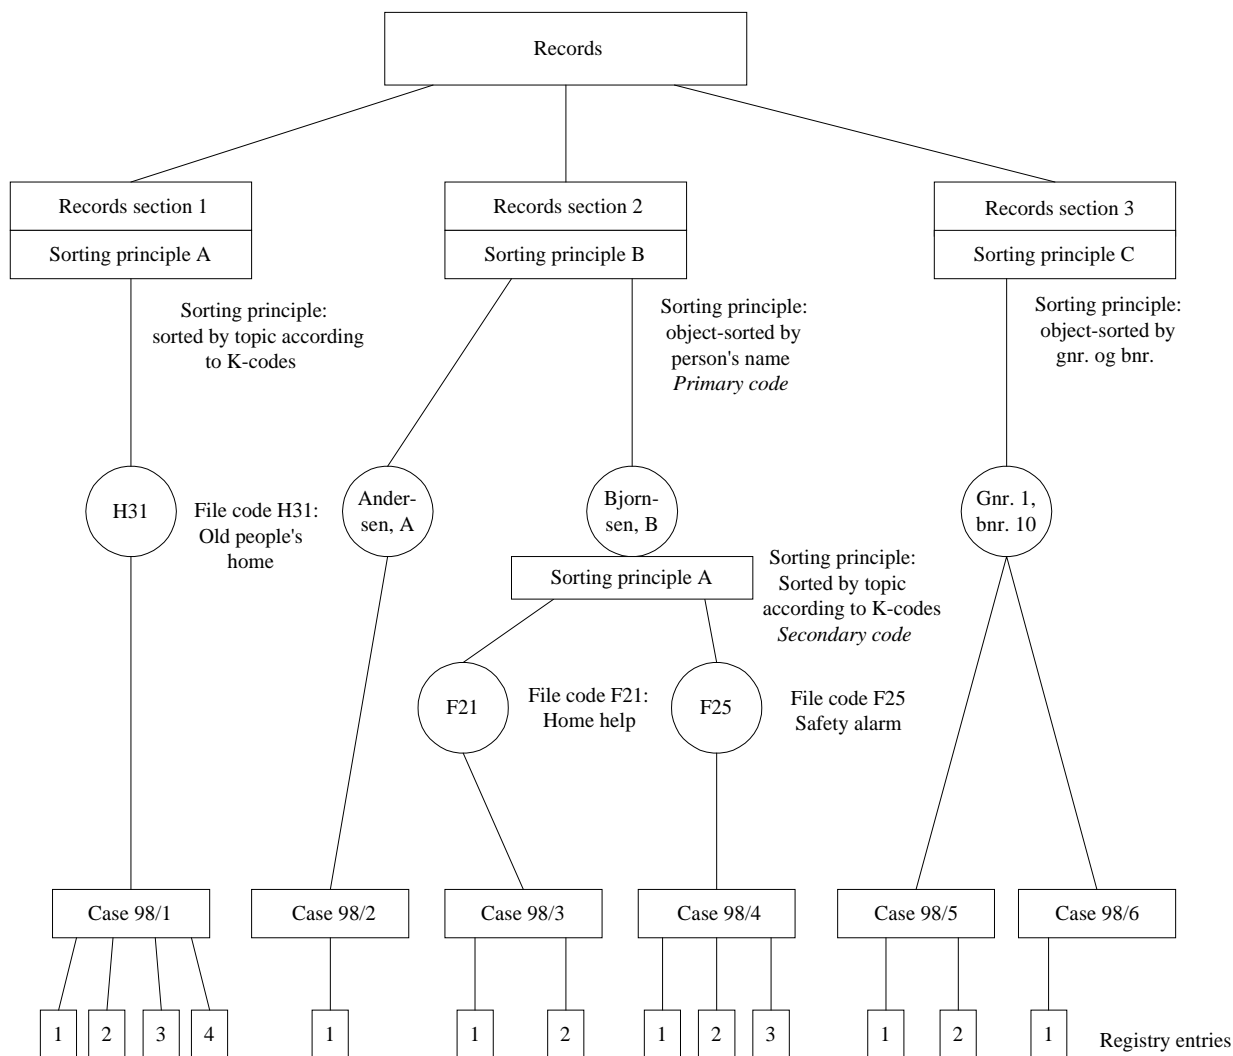 Records
Records section 1
Sorting principle A
Records section 2
Sorting principle B
Records section 3
Sorting principle C
Sorting principle:
sorted by topic according
to K-codes
Sorting principle:
object-sorted by
person's name
Primary code
Sorting principle:
object-sorted by
gnr. og bnr.
H31
File code H31:
Old people's
home
Ander-
sen, A
Bjorn-
sen, B
Gnr. 1,
bnr. 10
Sorting principle A
Sorting principle:
Sorted by topic
according to K-codes
Secondary code
F21
File code F21:
Home help
F25
File code F25
Safety alarm
Case 98/1
Case 98/2
Case 98/3
Case 98/4
Case 98/5
Case 98/6
1
2
3
4
1
1
2
1
2
3
1
2
1
Registry entries